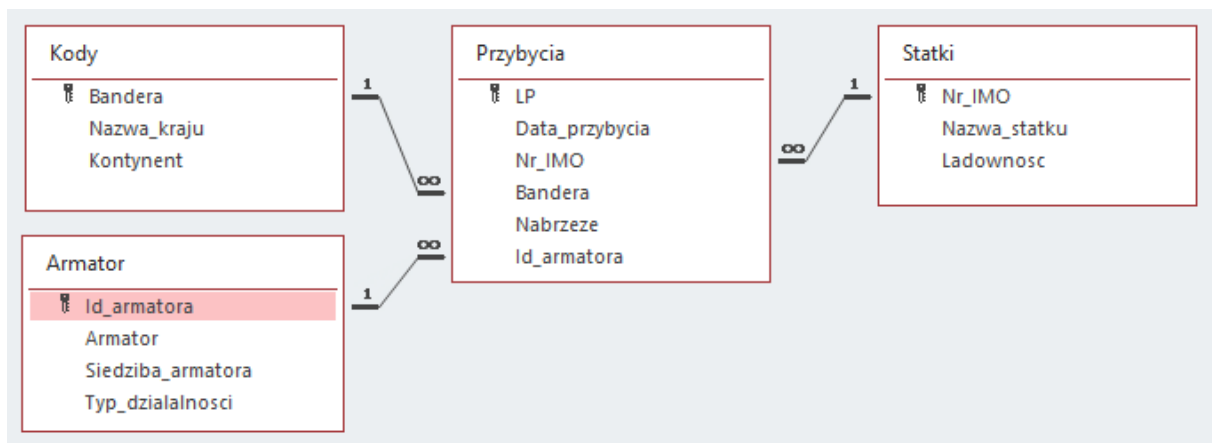 Kody
Bandera
Nazwa_kraju
Kontynent
Armator
Id_armatora
Armator
Siedziba_armatora
Typ_dzialalnosci
Przybycia
LP
Data_przybycia
Nr_IMO
Bandera
Nabrzeze
Id_armatora
Statki
Nr_IMO
Nazwa_statku
Ladownosc
1
∞
1
∞
1
∞